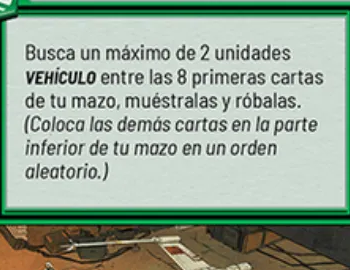 Busca un máximo de 2 unidades
VEHÍCULO entre las 8 primeras cartas
de tu mazo, muéstralas y róbalas.
(Coloca las demás cartas en la parte
inferior de tu mazo en un orden
aleatorio.)